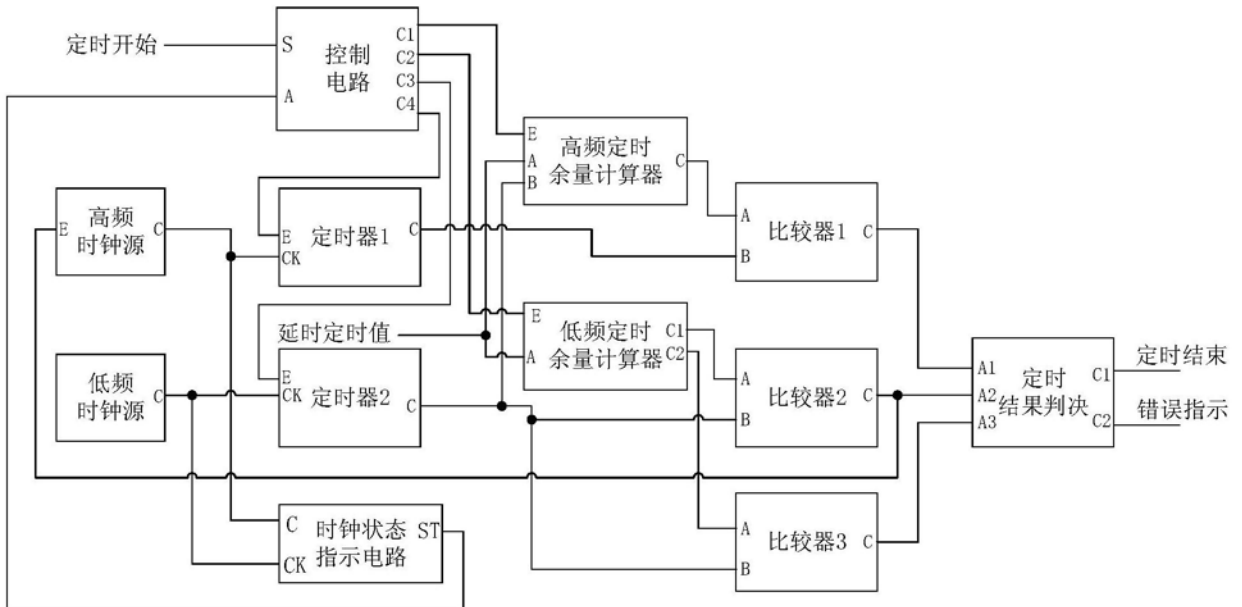 定时开始
S
A
控制
电路
C1
C2
C3
C4
E
A
B
高频定时
余量计算器
C
高频
时钟源
E
C
E
CK
定时器1
C
A
B
比较器1
C
延时定时值
E
A
低频定时
余量计算器
C1
C2
低频
时钟源
C
E
CK
定时器2
C
A
B
比较器2
C
A1
A2
A3
定时
结果判决
C1
C2
定时结束
错误指示
C
CK
时钟状态
指示电路
ST
A
B
比较器3
C